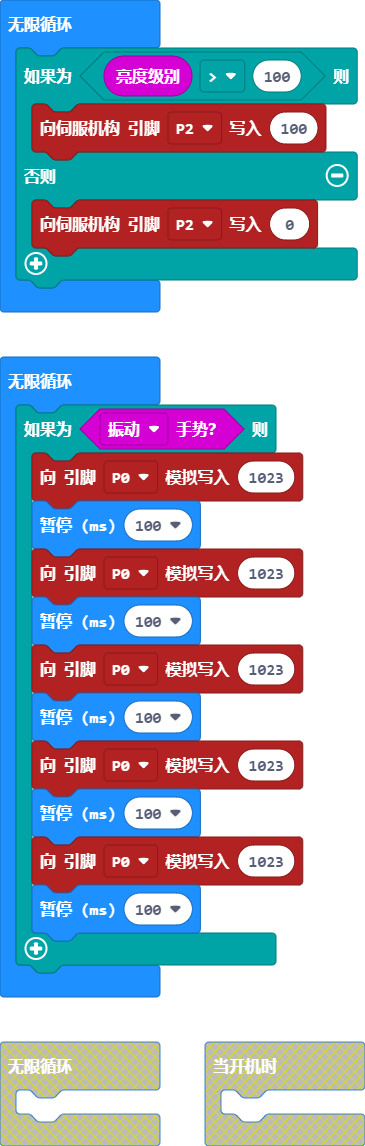 无限循环
如果为 亮度级别 > 100 则
向伺服机构 引脚 P2 写入 100
否则
向伺服机构 引脚 P2 写入 0
无限循环
如果为 振动 手势? 则
向 引脚 P0 模拟写入 1023
暂停 (ms) 100
向 引脚 P0 模拟写入 1023
暂停 (ms) 100
向 引脚 P0 模拟写入 1023
暂停 (ms) 100
向 引脚 P0 模拟写入 1023
暂停 (ms) 100
向 引脚 P0 模拟写入 1023
暂停 (ms) 100
无限循环 当开机时